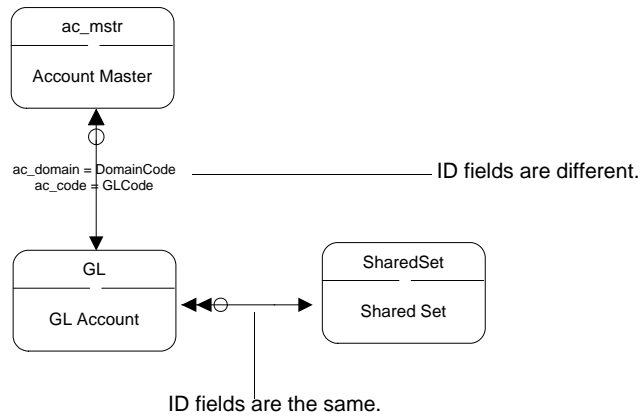 ac_mstr
Account Master
ac_domain = DomainCode
ac_code = GLCode
ID fields are different.
GL
GL Account
SharedSet
Shared Set
ID fields are the same.